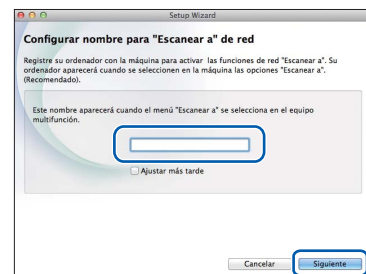 Setup Wizard
Configurar nombre para "Escanear a" de red
Registre su ordenador con la máquina para activar las funciones de red "Escanear a". Su
ordenador aparecerá cuando se seleccionen en la máquina las opciones "Escanear a".
(Recomendado).
Este nombre aparecerá cuando el menú "Escanear a" se selecciona en el equipo
multifunción.
Ajustar más tarde
Cancelar Siguiente